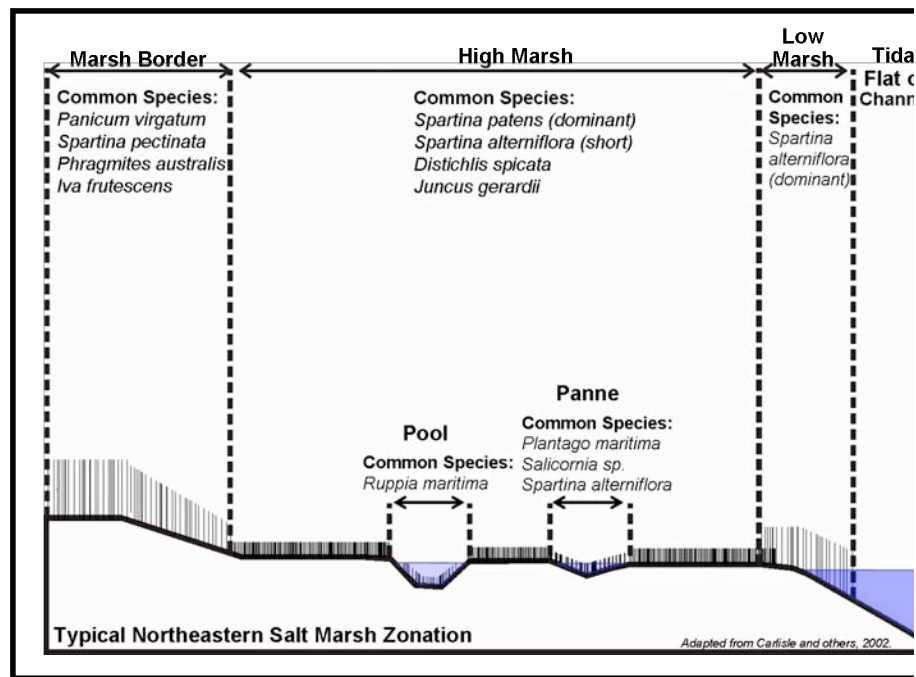 Marsh Border
High Marsh
Low
Marsh
Tida
Flat o
Chann
Common Species:
Panicum virgatum
Spartina pectinata
Phragmites australis
Iva frutescens
Common Species:
Spartina patens (dominant)
Spartina alterniflora (short)
Distichlis spicata
Juncus gerardii
Common
Species:
Spartina
alterniflora
(dominant)
Pool
Common Species:
Ruppia maritima
Panne
Common Species:
Plantago maritima
Salicornia sp.
Spartina alterniflora
Typical Northeastern Salt Marsh Zonation
Adapted from Carlisle and others, 2002.